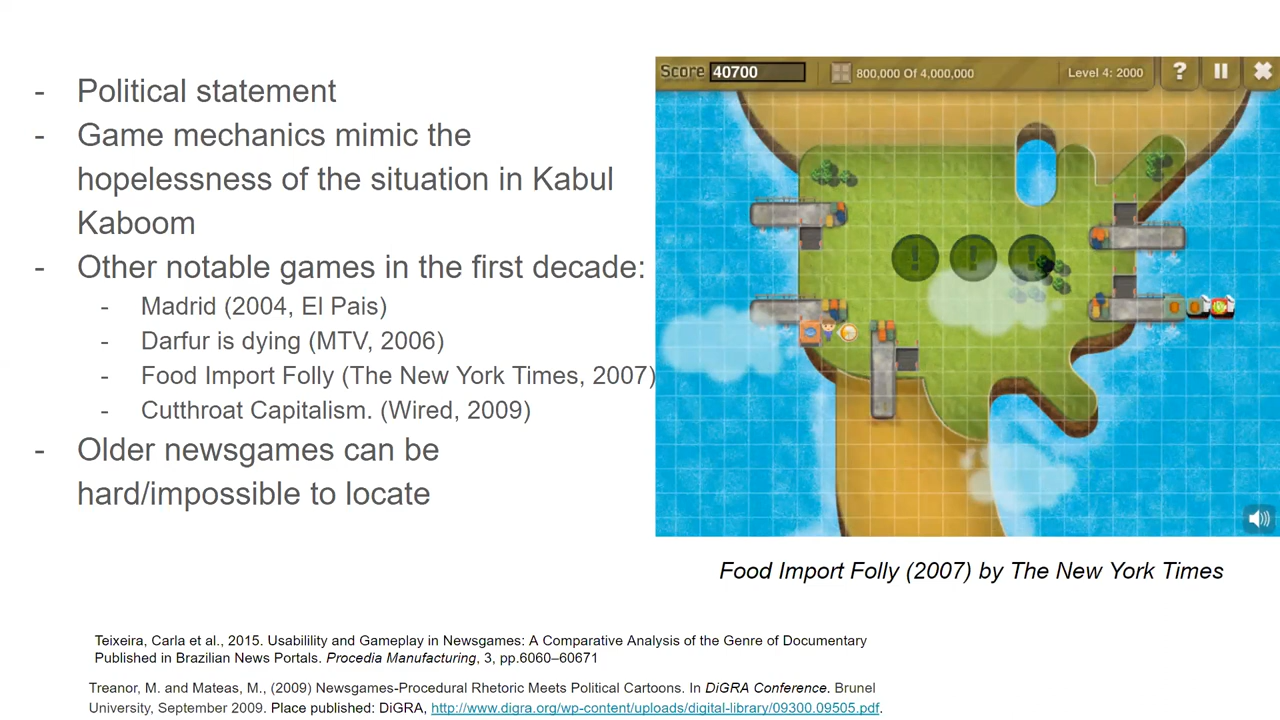 - Political statement
- Game mechanics mimic the
hopelessness of the situation in Kabul
Kaboom
- Other notable games in the first decade:
- Madrid (2004, El Pais)
- Darfur is dying (MTV, 2006)
- Food Import Folly (The New York Times, 2007)
- Cutthroat Capitalism. (Wired, 2009)
- Older newsgames can be
hard/impossible to locate
Score 40700
800,000 Of 4,000,000
Level 4: 2000
?
! ! !
Food Import Folly (2007) by The New York Times
Teixeira, Carla et al., 2015. Usabilility and Gameplay in Newsgames: A Comparative Analysis of the Genre of Documentary
Published in Brazilian News Portals. Procedia Manufacturing, 3, pp.6060–60671
Treanor, M. and Mateas, M., (2009) Newsgames-Procedural Rhetoric Meets Political Cartoons. In DiGRA Conference. Brunel
University, September 2009. Place published: DiGRA, http://www.digra.org/wp-content/uploads/digital-library/09300.09505.pdf.